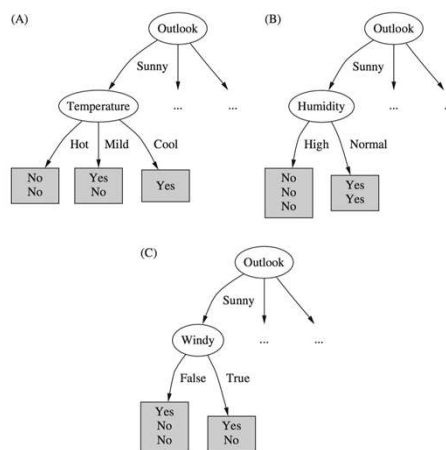 (A)
Outlook
Sunny
Temperature
...
...
Hot
Mild
Cool
No
No
Yes
No
Yes
(B)
Outlook
Sunny
Humidity
...
...
High
Normal
No
No
No
Yes
Yes
(C)
Outlook
Sunny
Windy
...
...
False
True
Yes
No
No
Yes
No